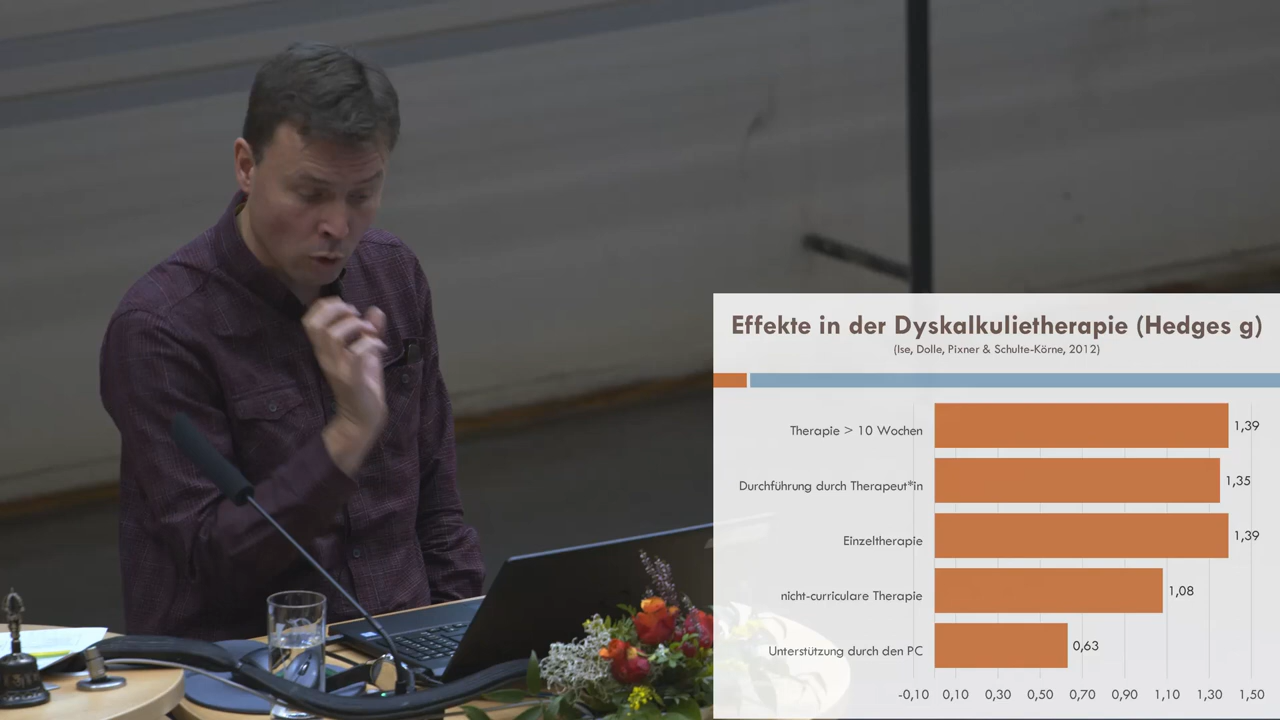 Effekte in der Dyskalkulietherapie (Hedges g)
(Ise, Dolle, Pixner & Schulte-Körne, 2012)
Therapie > 10 Wochen 1,39
Durchführung durch Therapeut*in 1,35
Einzeltherapie 1,39
nicht-curriculare Therapie 1,08
Unterstützung durch den PC 0,63
-0,10 0,10 0,30 0,50 0,70 0,90 1,10 1,30 1,50